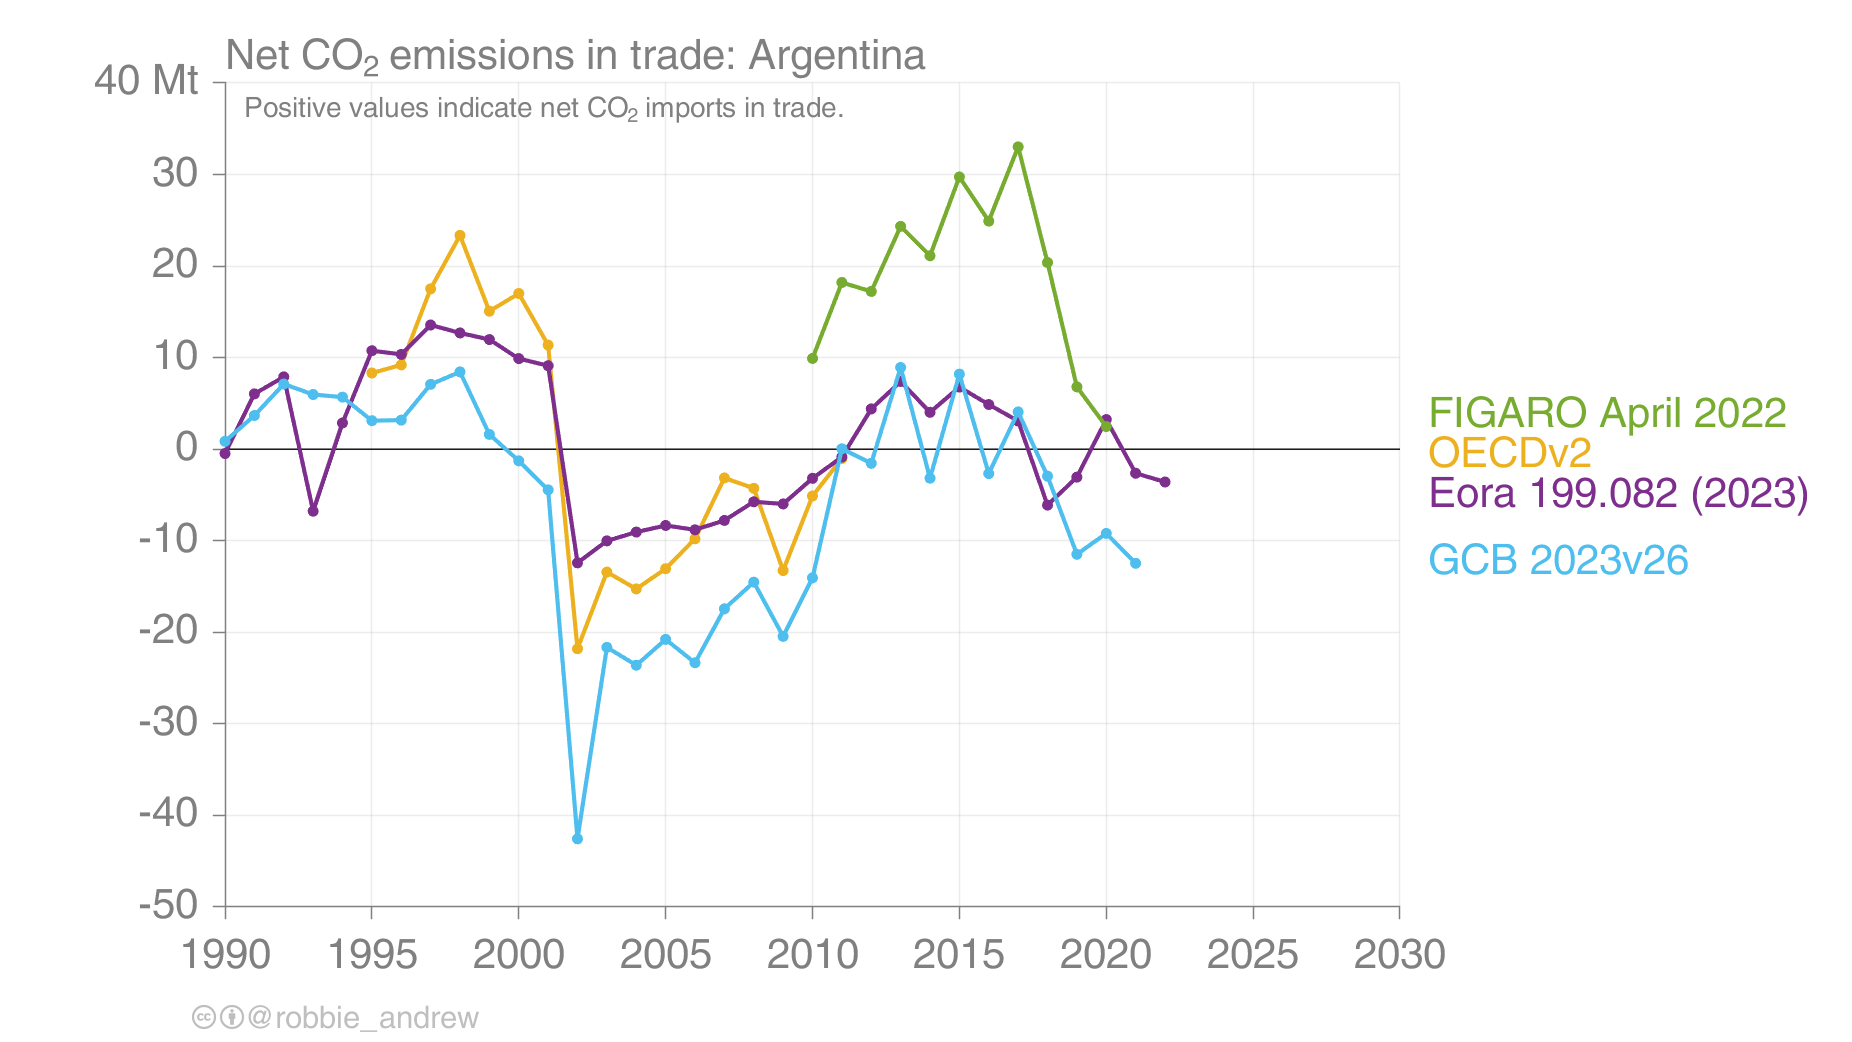 Net CO₂ emissions in trade: Argentina
Positive values indicate net CO₂ imports in trade.
40 Mt
30
20
10
0
-10
-20
-30
-40
-50
1990 1995 2000 2005 2010 2015 2020 2025 2030
FIGARO April 2022
OECDv2
Eora 199.082 (2023)
GCB 2023v26
cc @robbie_andrew